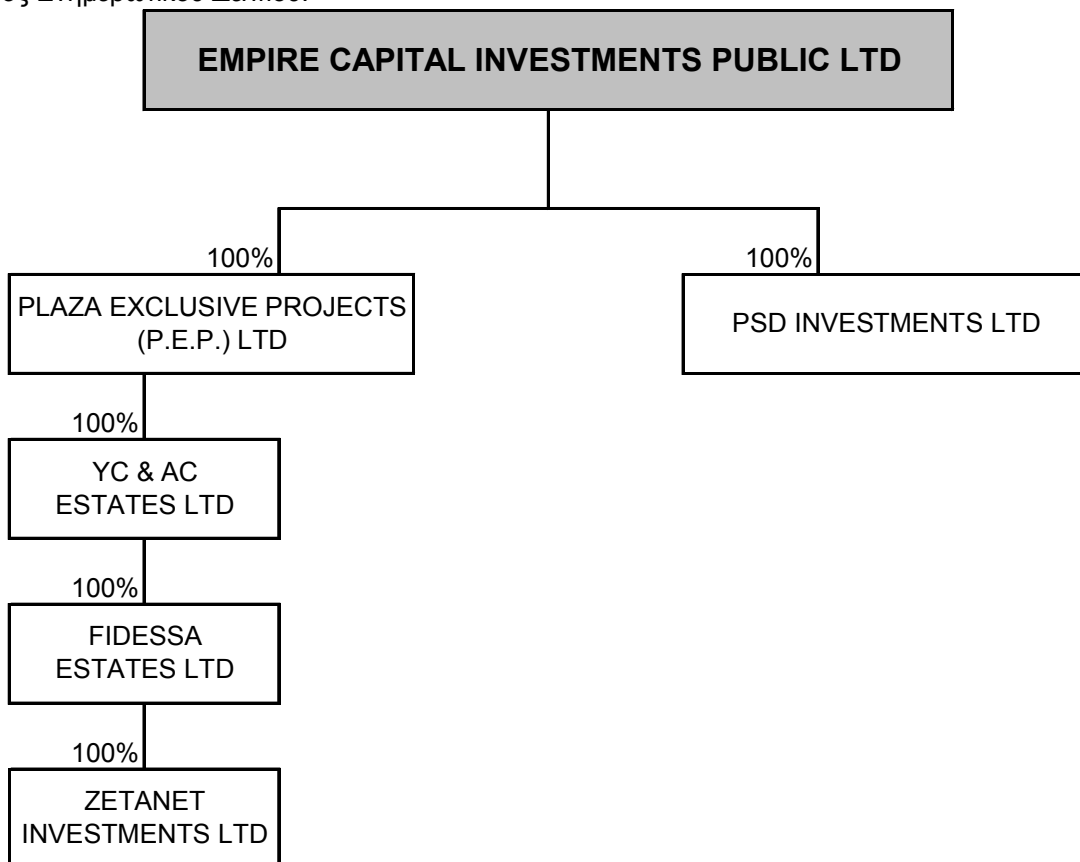 EMPIRE CAPITAL INVESTMENTS PUBLIC LTD
100%
100%
PLAZA EXCLUSIVE PROJECTS
(P.E.P.) LTD
PSD INVESTMENTS LTD
100%
YC & AC
ESTATES LTD
100%
FIDESSA
ESTATES LTD
100%
ZETANET
INVESTMENTS LTD